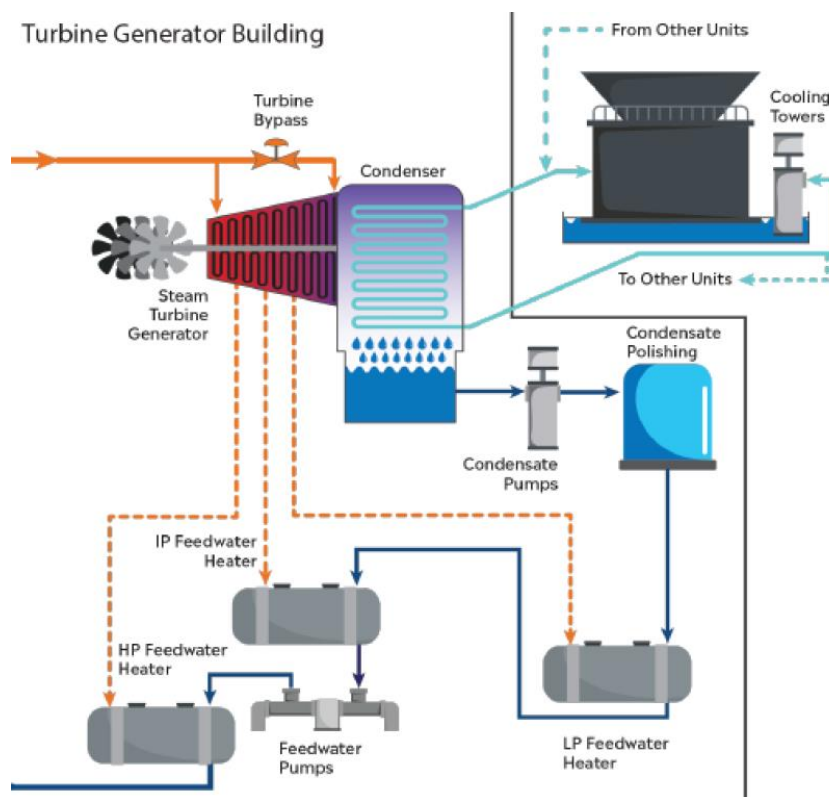 Turbine Generator Building
From Other Units
Turbine
Bypass
Cooling
Towers
Condenser
To Other Units
Steam
Turbine
Generator
Condensate
Polishing
Condensate
Pumps
IP Feedwater
Heater
HP Feedwater
Heater
Feedwater
Pumps
LP Feedwater
Heater